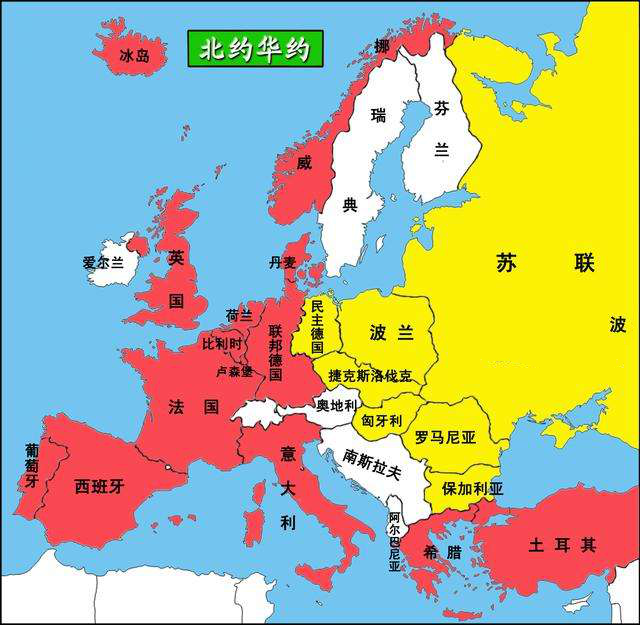 北约华约
冰岛
挪
威
瑞
典
芬
兰
苏
联
波
爱尔兰
英
国
丹麦
荷兰
比利时
卢森堡
联邦德国
民主德国
波兰
捷克斯洛伐克
奥地利
匈牙利
罗马尼亚
法国
南斯拉夫
保加利亚
葡萄牙
西班牙
意
大
利
阿尔巴尼亚
希腊
土耳其